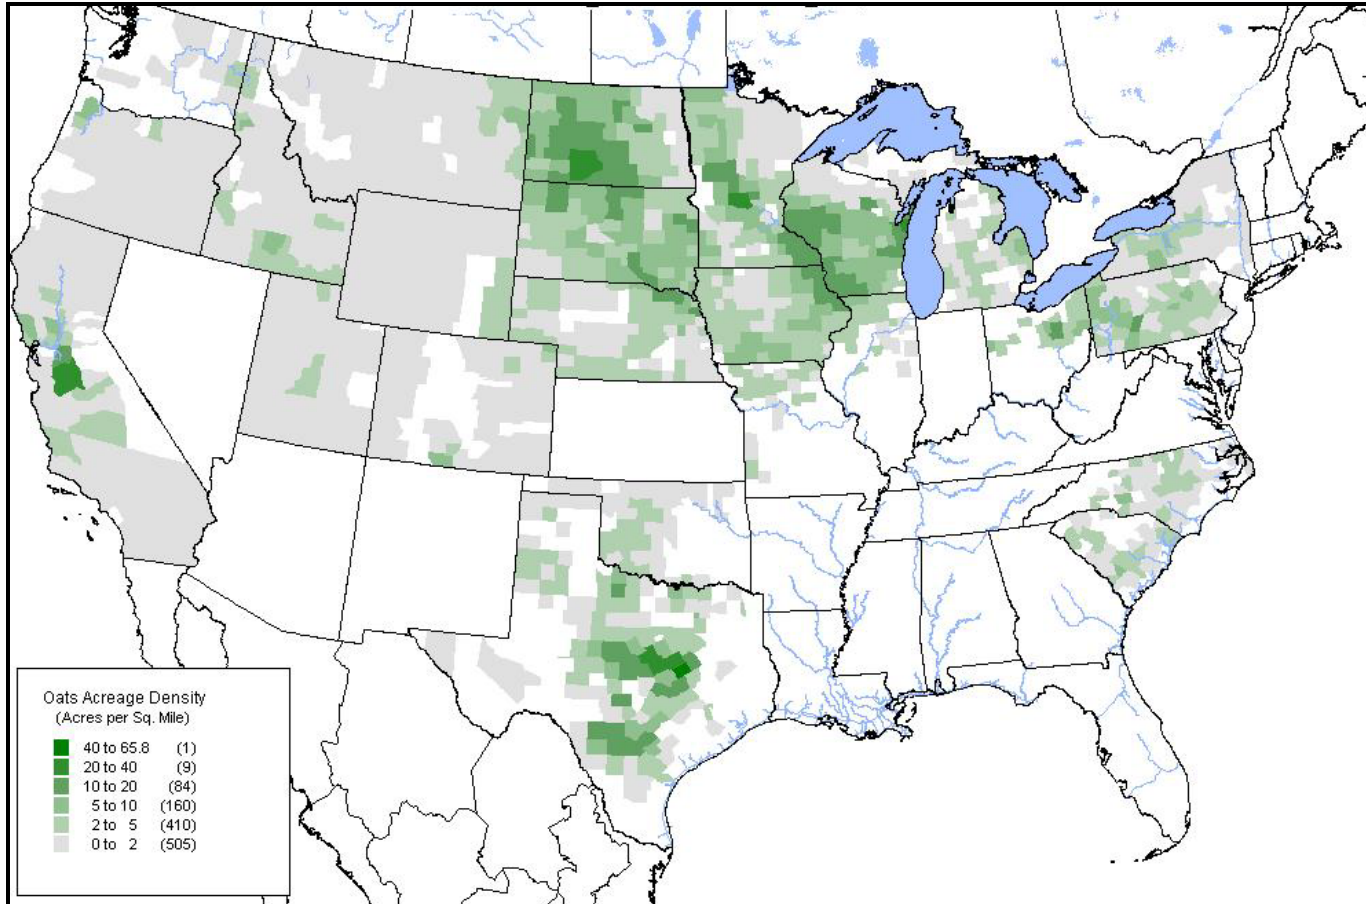 Oats Acreage Density
(Acres per Sq. Mile)
40 to 65.8 (1)
20 to 40 (9)
10 to 20 (84)
5 to 10 (160)
2 to 5 (410)
0 to 2 (505)